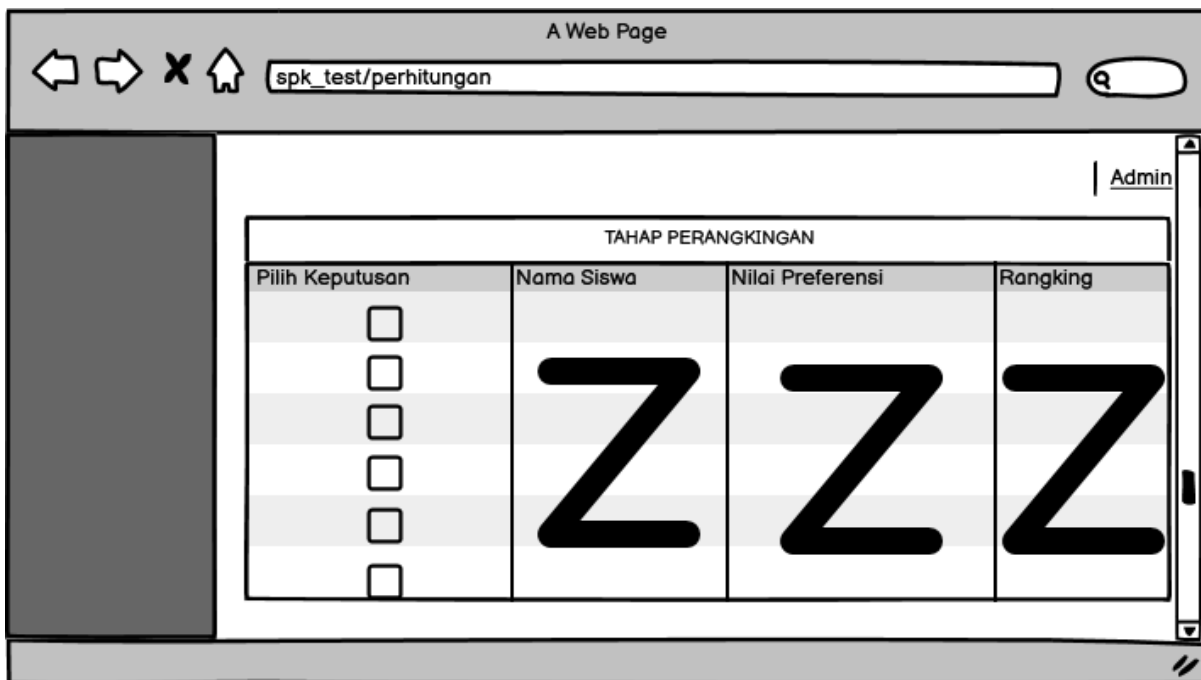 A Web Page
spk_test/perhitungan
Admin
TAHAP PERANGKINGAN
Pilih Keputusan Nama Siswa Nilai Preferensi Rangking
Z Z Z